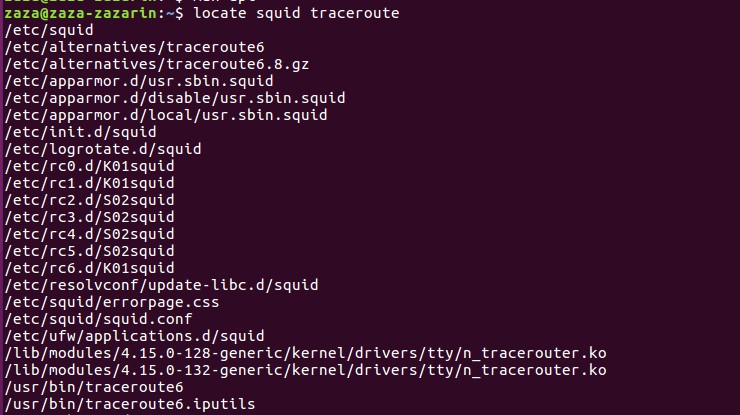 zaza@zaza-zazarin:~$ locate squid traceroute
/etc/squid
/etc/alternatives/traceroute6
/etc/alternatives/traceroute6.8.gz
/etc/apparmor.d/usr.sbin.squid
/etc/apparmor.d/disable/usr.sbin.squid
/etc/apparmor.d/local/usr.sbin.squid
/etc/init.d/squid
/etc/logrotate.d/squid
/etc/rc0.d/K01squid
/etc/rc1.d/K01squid
/etc/rc2.d/S02squid
/etc/rc3.d/S02squid
/etc/rc4.d/S02squid
/etc/rc5.d/S02squid
/etc/rc6.d/K01squid
/etc/resolvconf/update-libc.d/squid
/etc/squid/errorpage.css
/etc/squid/squid.conf
/etc/ufw/applications.d/squid
/lib/modules/4.15.0-128-generic/kernel/drivers/tty/n_tracerouter.ko
/lib/modules/4.15.0-132-generic/kernel/drivers/tty/n_tracerouter.ko
/usr/bin/traceroute6
/usr/bin/traceroute6.iputils